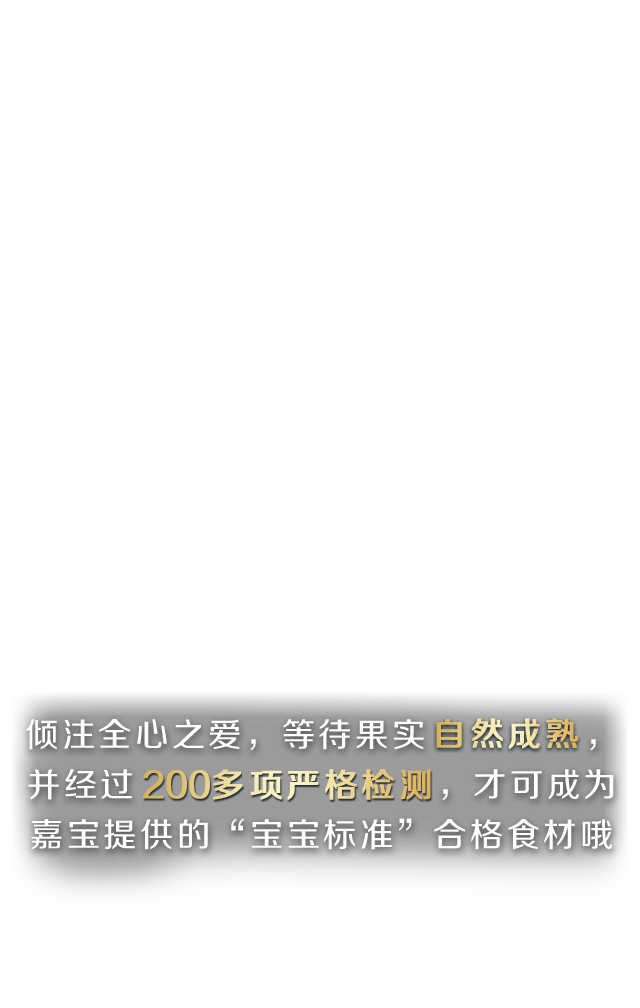 倾注全心之爱，等待果实自然成熟，
并经过200多项严格检测，才可成为
嘉宝提供的“宝宝标准”合格食材哦